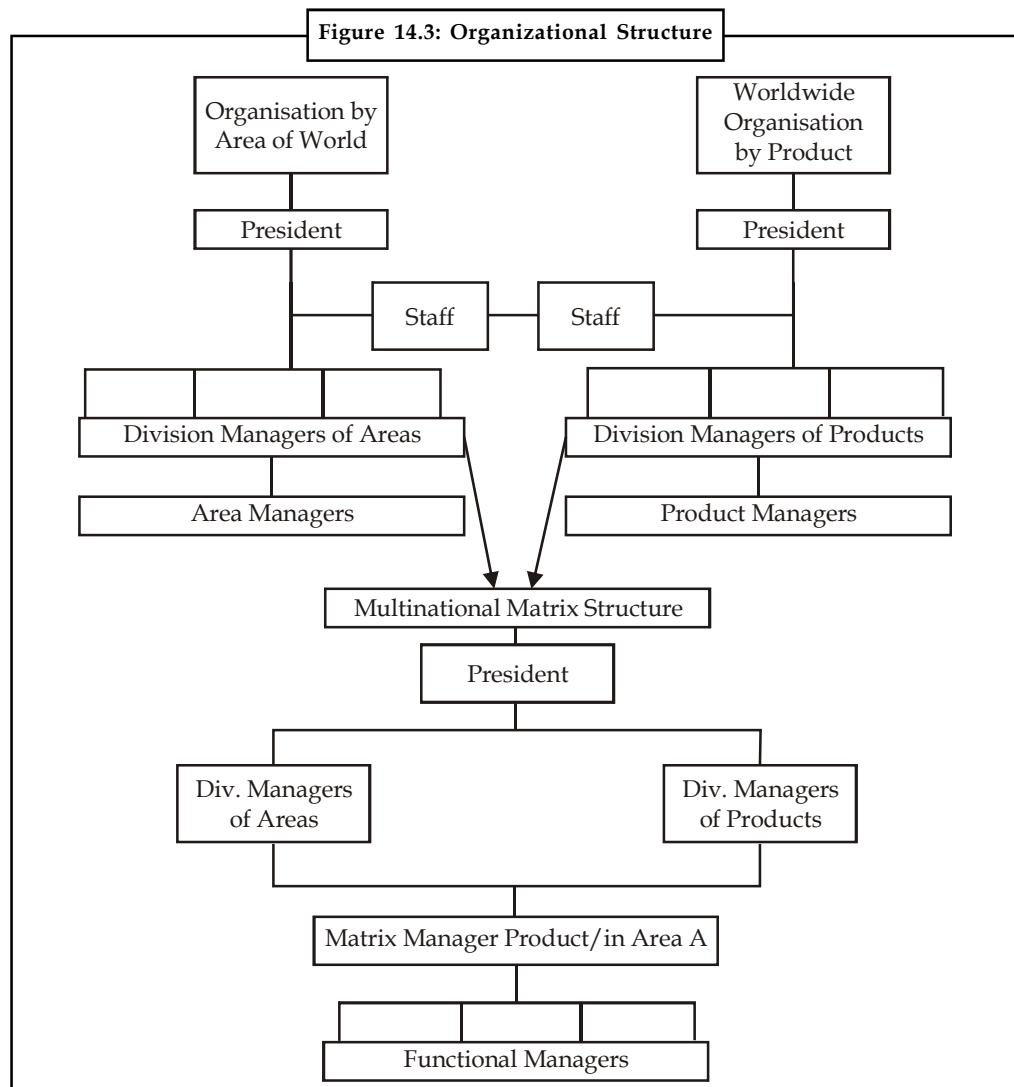 Figure 14.3: Organizational Structure
Organisation by
Area of World
Worldwide
Organisation
by Product
President
President
Staff
Staff
Division Managers of Areas
Division Managers of Products
Area Managers
Product Managers
Multinational Matrix Structure
President
Div. Managers
of Areas
Div. Managers
of Products
Matrix Manager Product/in Area A
Functional Managers